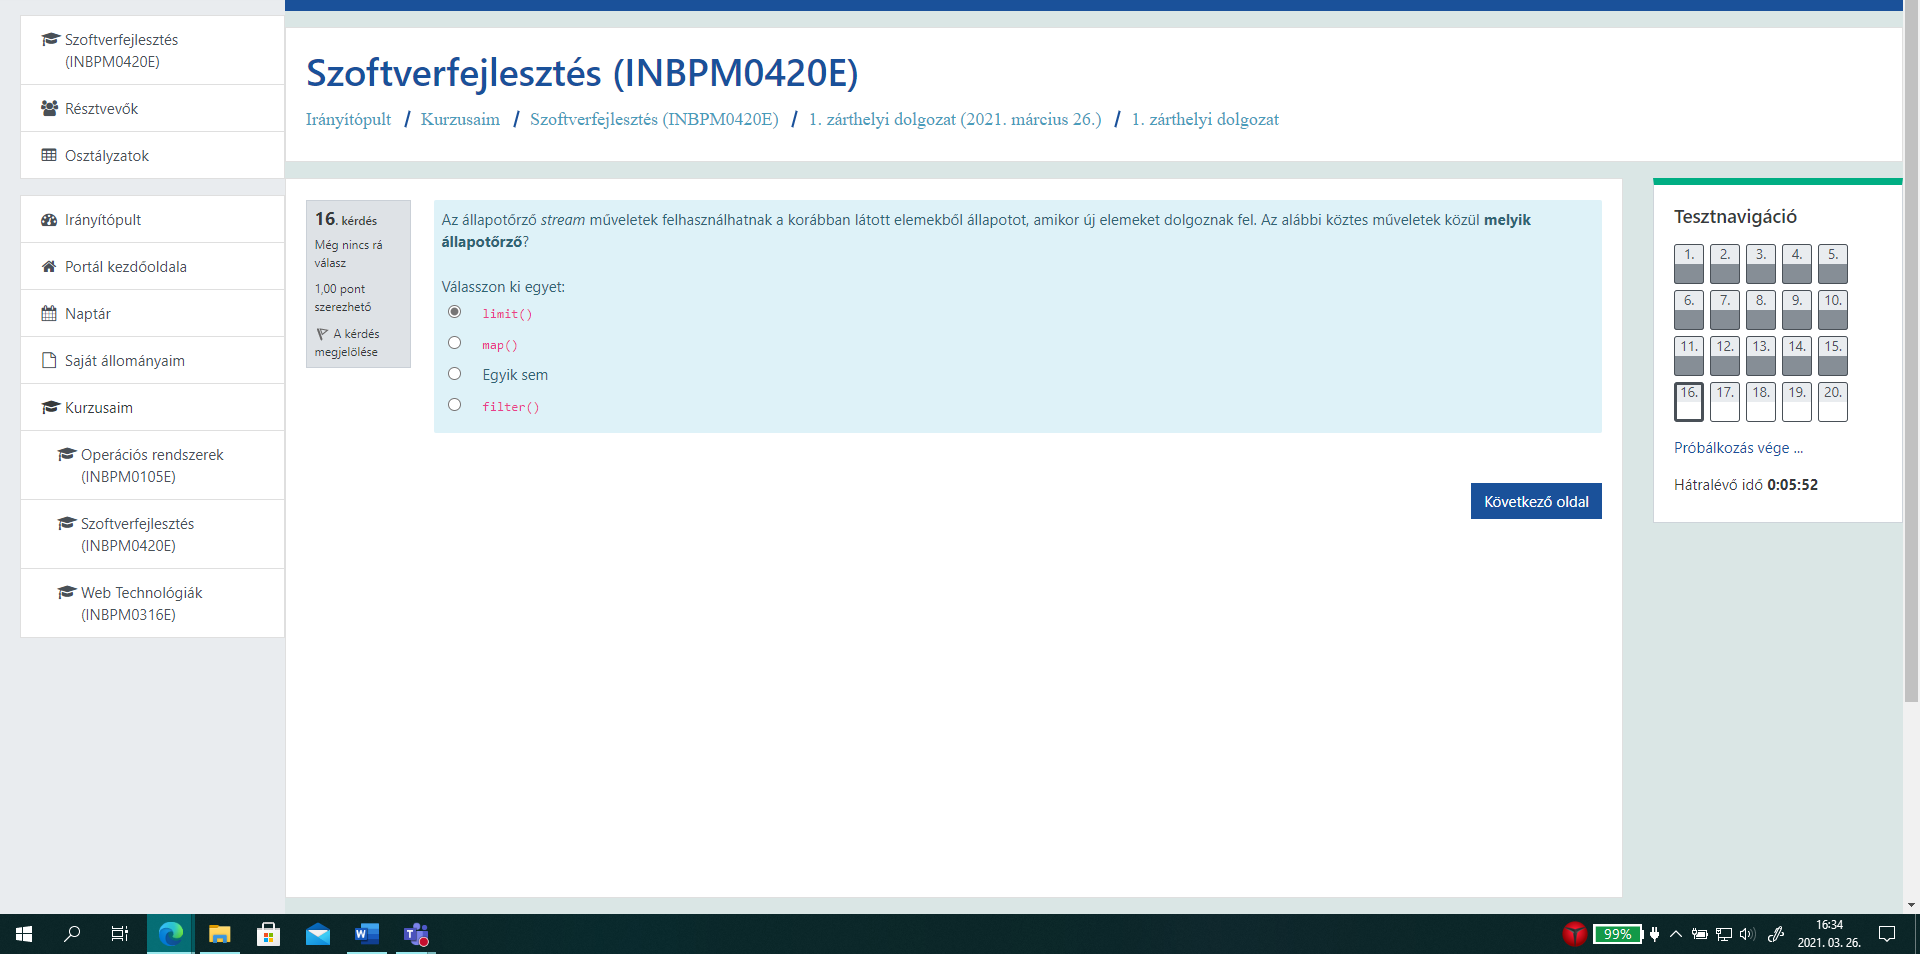 Szoftverfejlesztés
(INBPM0420E)
Résztvevők
Osztályzatok
Irányítópult
Portál kezdőoldala
Naptár
Saját állományaim
Kurzusaim
Operációs rendszerek
(INBPM0105E)
Szoftverfejlesztés
(INBPM0420E)
Web Technológiák
(INBPM0316E)
Szoftverfejlesztés (INBPM0420E)
Irányítópult / Kurzusaim / Szoftverfejlesztés (INBPM0420E) / 1. zárthelyi dolgozat (2021. március 26.) / 1. zárthelyi dolgozat
16. kérdés
Még nincs rá
válasz
1,00 pont
szerezhető
A kérdés
megjelölése
Az állapotőrző stream műveletek felhasználhatnak a korábban látott elemekből állapotot, amikor új elemeket dolgoznak fel. Az alábbi köztes műveletek közül melyik
állapotőrző?
Válasszon ki egyet:
limit()
map()
Egyik sem
filter()
Következő oldal
Tesztnavigáció
1. 2. 3. 4. 5.
6. 7. 8. 9. 10.
11. 12. 13. 14. 15.
16. 17. 18. 19. 20.
Próbálkozás vége ...
Hátralévő idő 0:05:52
99%
16:34
2021. 03. 26.